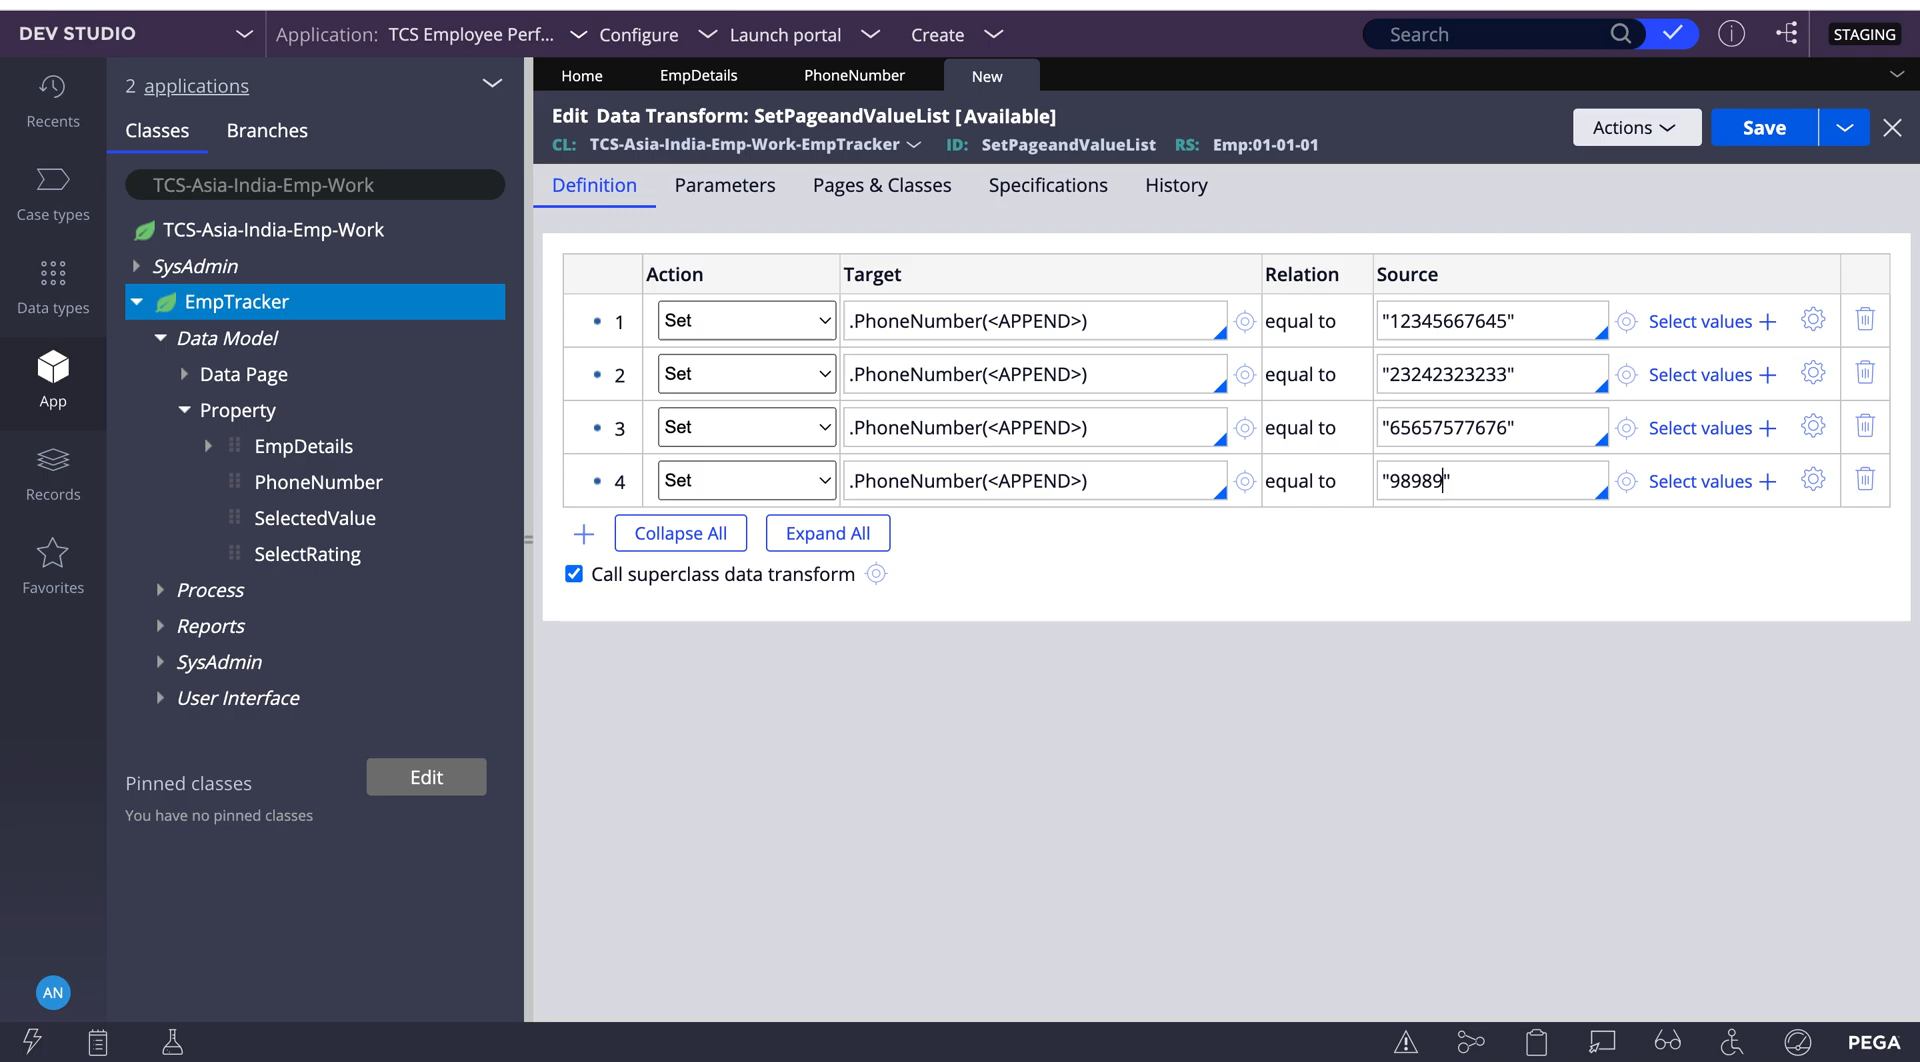 DEV STUDIO
Application: TCS Employee Perf...
Configure
Launch portal
Create
Search
STAGING
Recents
Case types
Data types
App
Records
Favorites
AN
2 applications
Classes
Branches
TCS-Asia-India-Emp-Work
TCS-Asia-India-Emp-Work
SysAdmin
EmpTracker
Data Model
Data Page
Property
EmpDetails
PhoneNumber
SelectedValue
SelectRating
Process
Reports
SysAdmin
User Interface
Pinned classes
Edit
You have no pinned classes
Home
EmpDetails
PhoneNumber
New
Edit Data Transform: SetPageandValueList [Available]
CL: TCS-Asia-India-Emp-Work-EmpTracker ID: SetPageandValueList RS: Emp:01-01-01
Actions
Save
Definition
Parameters
Pages & Classes
Specifications
History
Action Target Relation Source
1 Set .PhoneNumber(<APPEND>) equal to "12345667645" Select values
2 Set .PhoneNumber(<APPEND>) equal to "23242323233" Select values
3 Set .PhoneNumber(<APPEND>) equal to "65657577676" Select values
4 Set .PhoneNumber(<APPEND>) equal to "98989" Select values
Collapse All
Expand All
Call superclass data transform
PEGA